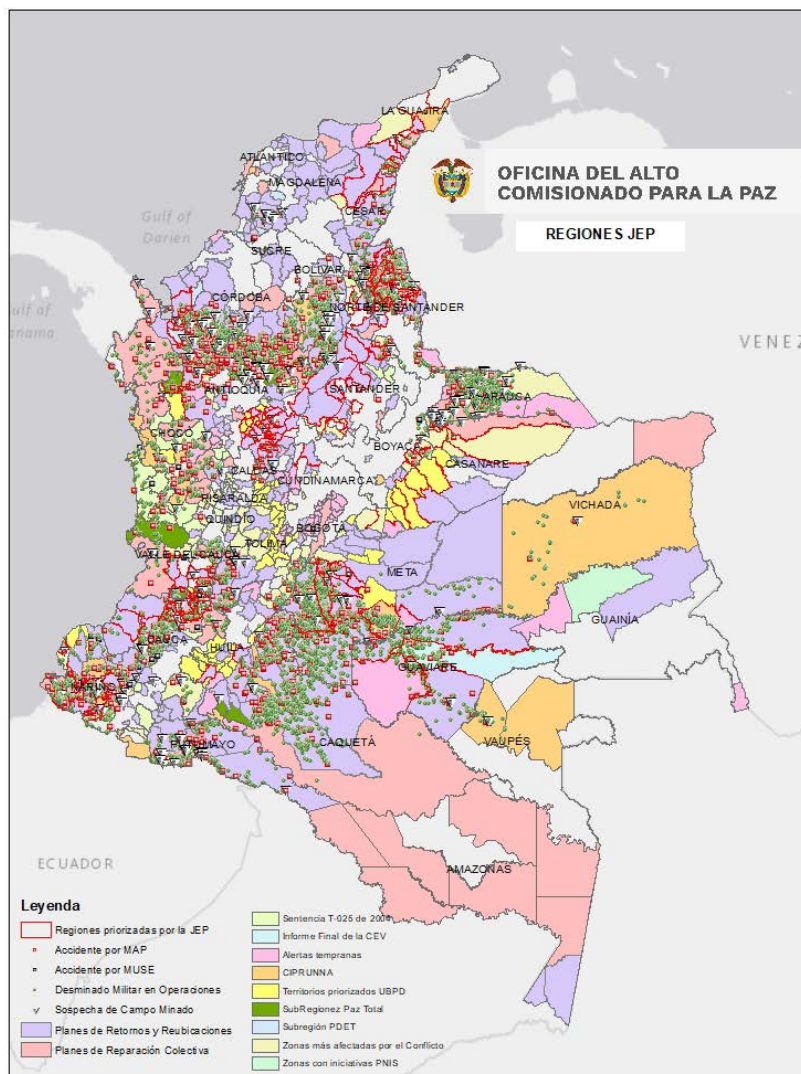 LA GUAJIRA
ATLANTICO
MAGDALENA
OFICINA DEL ALTO
COMISIONADO PARA LA PAZ
CESAR
REGIONES JEP
Gulf of
Darien
SUCRE
BOLIVAR
CÓRDOBA
NORTE DE SANTANDER
VENEZ
ANTIOQUIA
SANTANDER
ARAUCA
CHOCO
BOYACA
CALDAS
CASANARE
CUNDINAMARCA
RISARALDA
VICHADA
QUINDIO
BOGOTA
TOLIMA
VALLE DEL CAUCA
META
GUAINÍA
CAUCA
HUILA
GUAVIARE
NARIÑO
VAUPÉS
PUTUMAYO
CAQUETÁ
ECUADOR
AMAZONAS
Leyenda
Regiones priorizadas por la JEP
Accidente por MAP
Accidente por MUSE
Desminado Militar en Operaciones
Sospecha de Campo Minado
Planes de Retornos y Reubicaciones
Planes de Reparación Colectiva
Sentencia T-025 de 2004
Informe Final de la CEV
Alertas tempranas
CIPRUNNA
Territorios priorizados UBPD
SubRegionez Paz Total
Subregión PDET
Zonas más afectadas por el Conflicto
Zonas con iniciativas PNIS